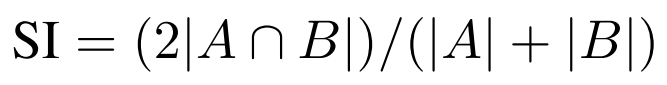 SI = (2|A ∩ B|)/(|A| + |B|)